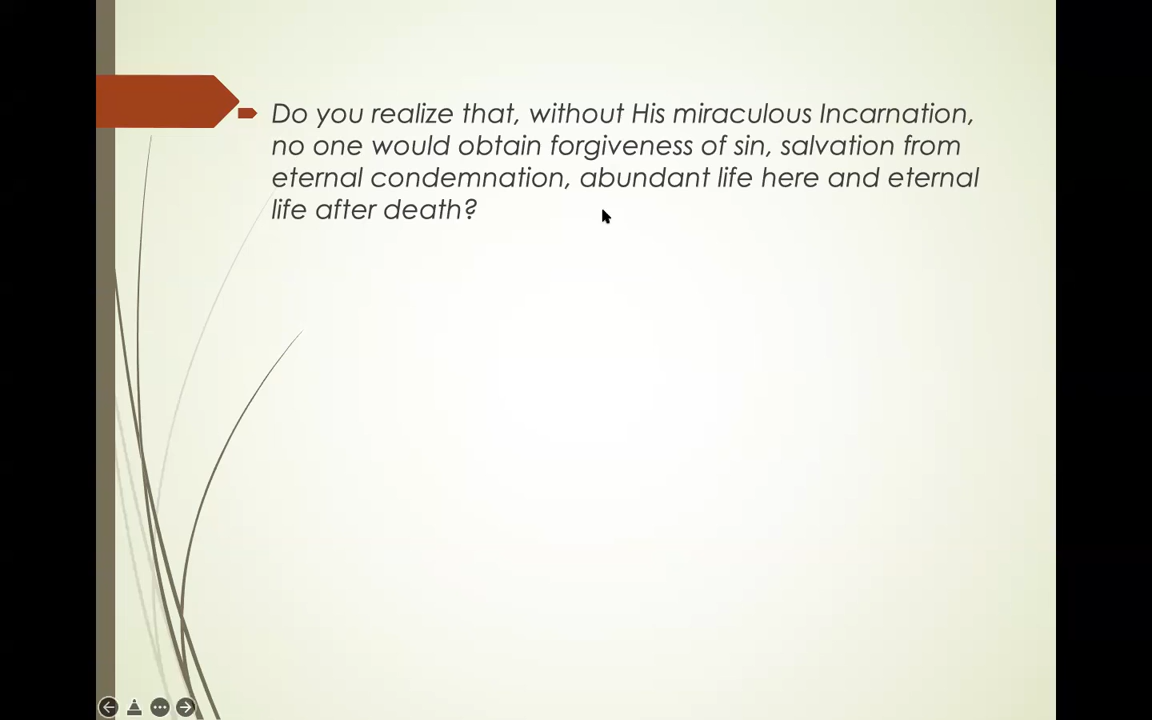 Do you realize that, without His miraculous Incarnation,
no one would obtain forgiveness of sin, salvation from
eternal condemnation, abundant life here and eternal
life after death?